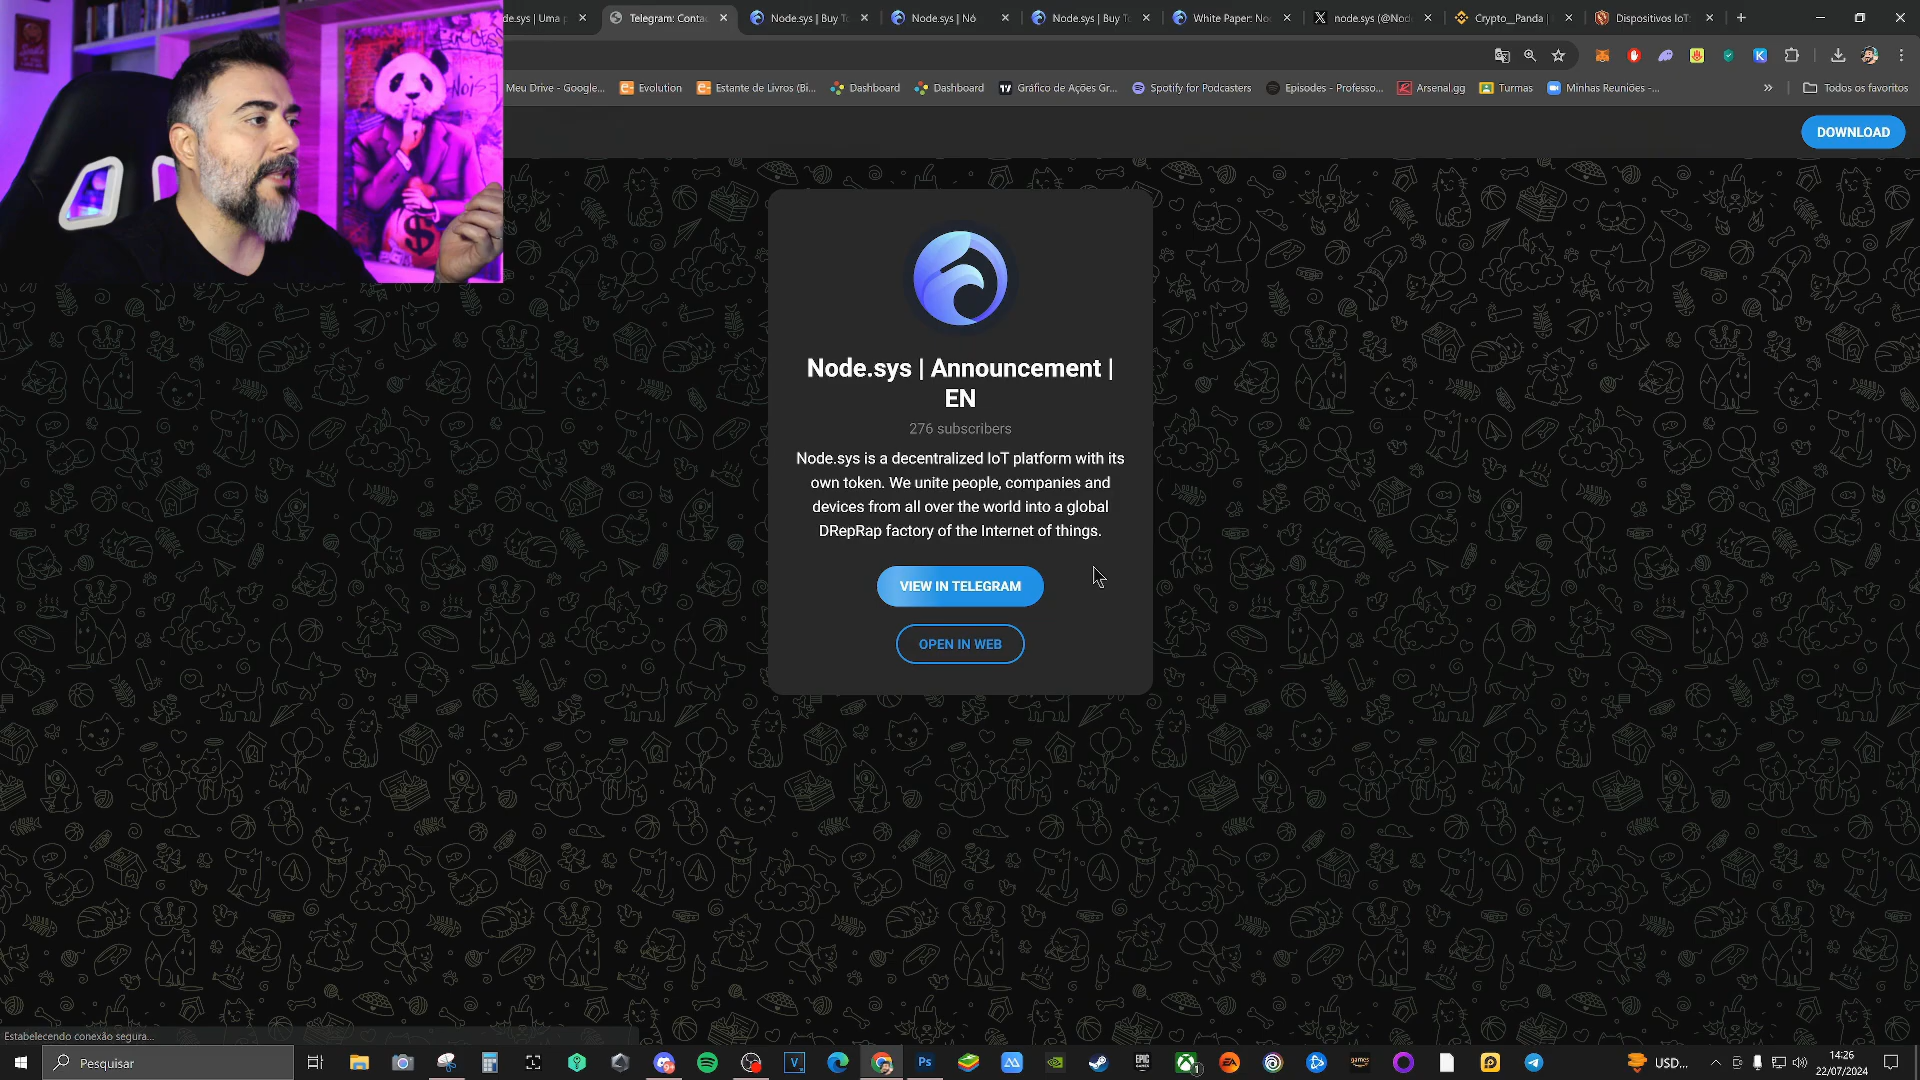 de.sys | Uma p
Telegram: Contac
Node.sys | Buy To
Node.sys | Nó
Node.sys | Buy To
White Paper: No
node.sys (@Nod
Crypto_Panda |
Dispositivos IoT:
Meu Drive - Google...
Evolution
Estante de Livros (Bi...
Dashboard
Dashboard
Gráfico de Ações Gr...
Spotify for Podcasters
Episodes - Professo...
Arsenal.gg
Turmas
Minhas Reuniões -...
Todos os favoritos
DOWNLOAD
SUCCESS
NOISE
$
Node.sys | Announcement |
EN
276 subscribers
Node.sys is a decentralized IoT platform with its
own token. We unite people, companies and
devices from all over the world into a global
DRepRap factory of the Internet of things.
VIEW IN TELEGRAM
OPEN IN WEB
Estabelecendo conexão segura...
Pesquisar
USD...
14:26
22/07/2024